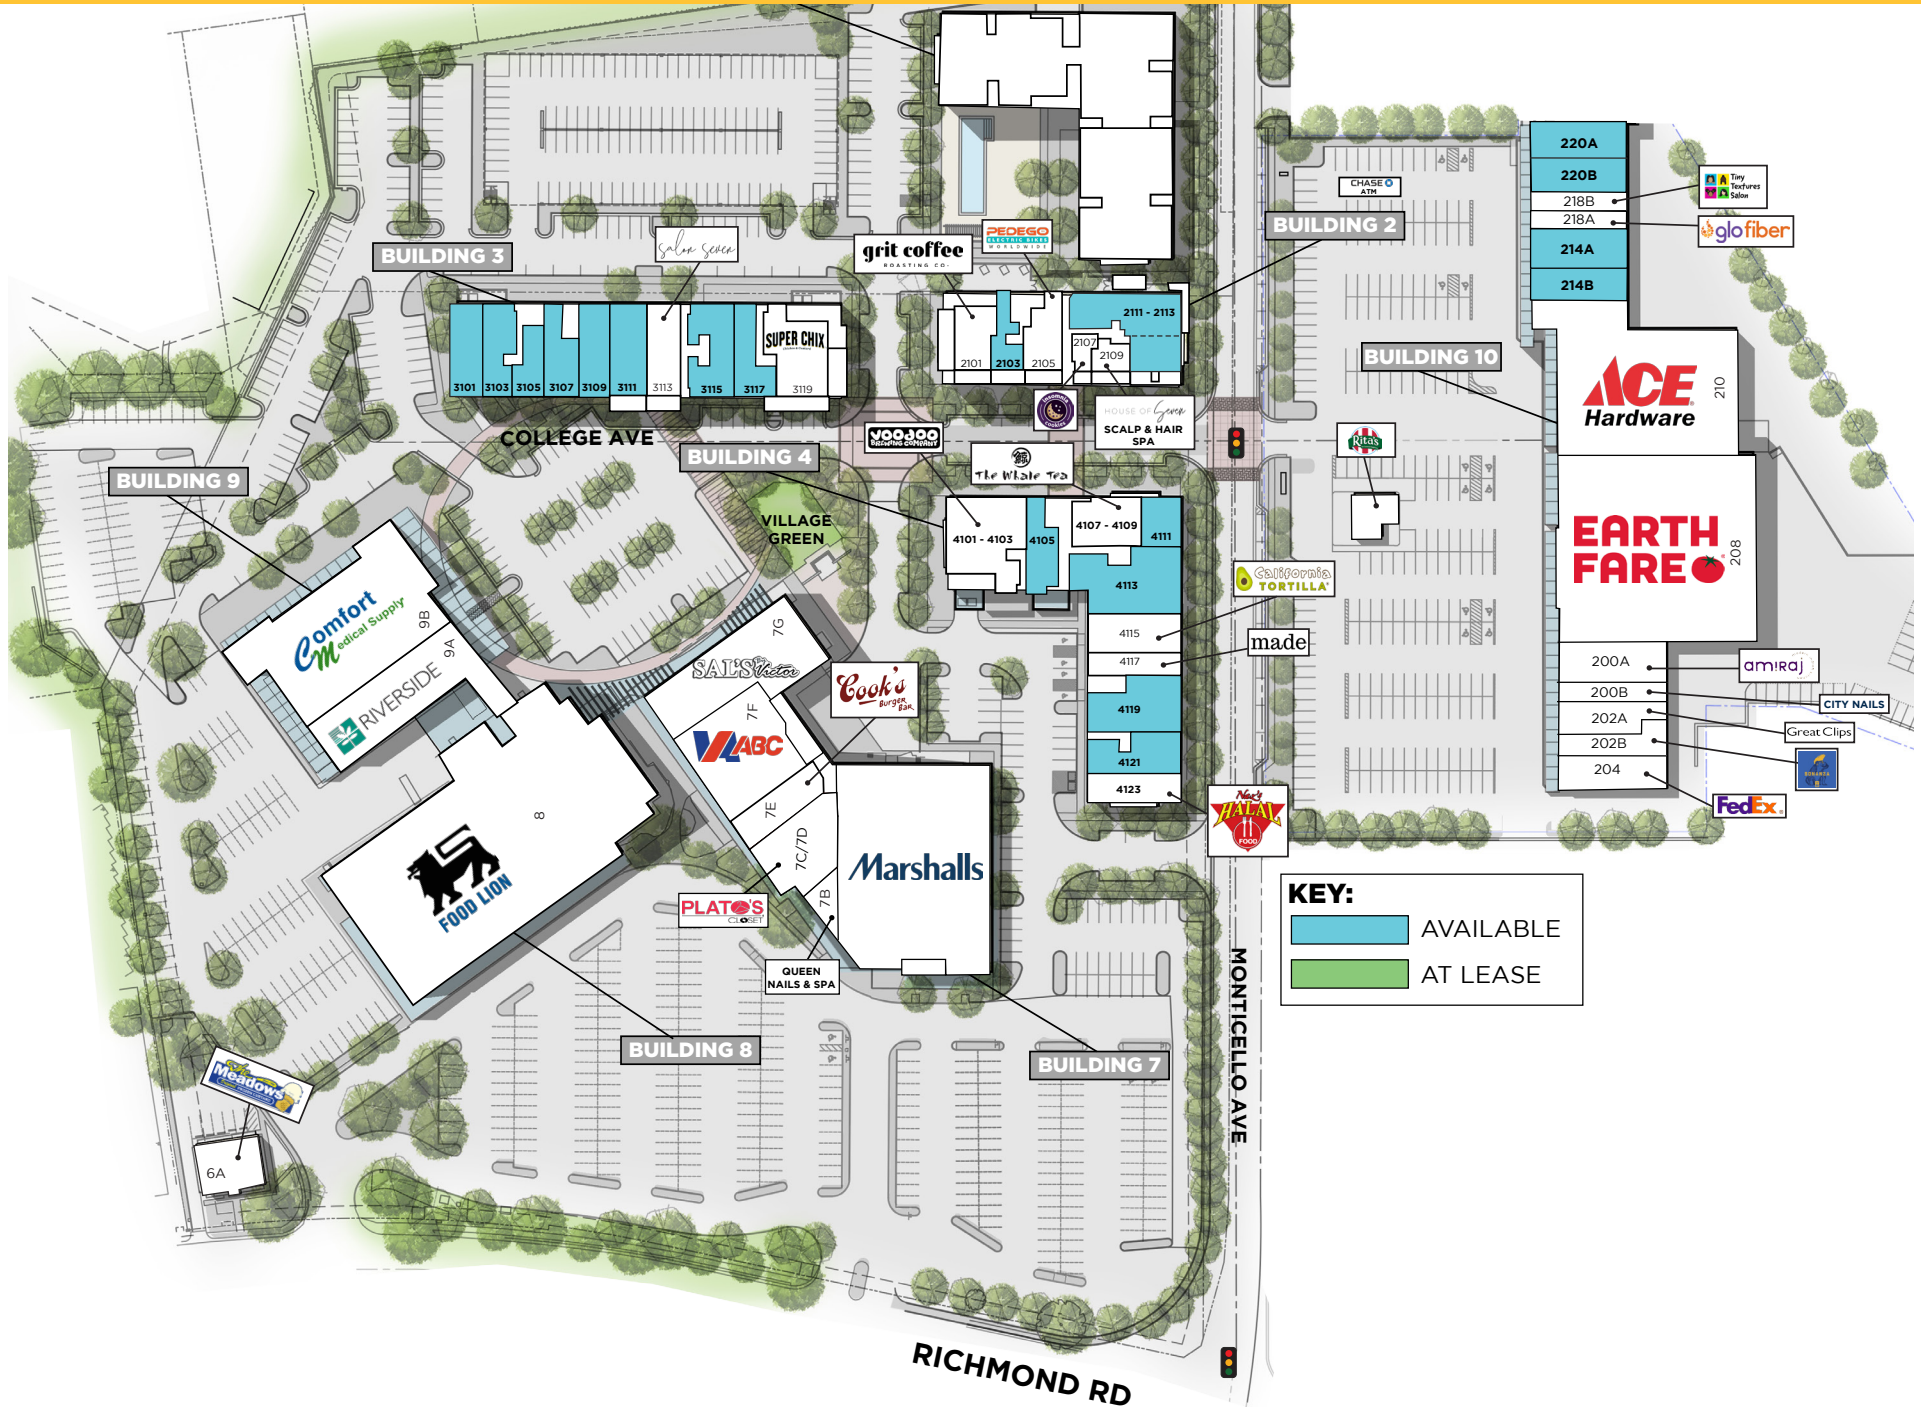 220A
220B
218B
218A
214A
214B
Tiny
Textures
Salon
glofiber
CHASE
ATM
BUILDING 2
BUILDING 3
salon seven
grit coffee
ROASTING CO.
PEDEGO
ELECTRIC BIKES
WORLDWIDE
SUPER CHIX
3101
3103
3105
3107
3109
3111
3113
3115
3117
3119
2101
2103
2105
2107
2109
2111 - 2113
BUILDING 10
ACE
Hardware
210
insomnia
cookies
HOUSE OF Seven
SCALP & HAIR
SPA
COLLEGE AVE
VOODOO
BREWING COMPANY
BUILDING 4
The Whale Tea
Rita's
BUILDING 9
VILLAGE
GREEN
4101 - 4103
4105
4107 - 4109
4111
4113
4115
4117
4119
4121
4123
EARTH
FARE
208
California
TORTILLA
made
Comfort
Medical Supply
9B
9A
RIVERSIDE
7G
SAL'S by Victor
Cook's
Burger
Bar
7F
ABC
7E
7C/7D
7B
8
FOOD LION
Marshalls
PLATO'S
CLOSET
QUEEN
NAILS & SPA
Naz's
HALAL
FOOD
200A
200B
202A
202B
204
amiraj
CITY NAILS
Great Clips
BONANZA
FedEx
KEY:
AVAILABLE
AT LEASE
MONTICELLO AVE
BUILDING 8
BUILDING 7
The
Meadows
6A
RICHMOND RD